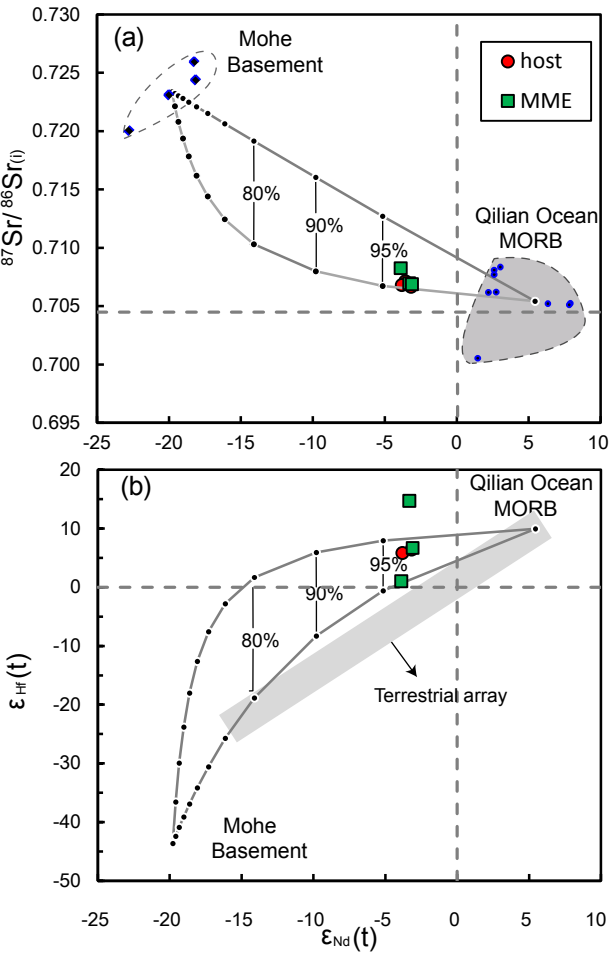 0.730
0.725
0.720
0.715
0.710
0.705
0.700
0.695
⁸⁷Sr/⁸⁶Sr(i)
(a)
Mohe
Basement
host
MME
80%
90%
95%
Qilian Ocean
MORB
-25
-20
-15
-10
-5
0
5
10
20
10
0
-10
-20
-30
-40
-50
εHf(t)
(b)
Qilian Ocean
MORB
95%
90%
80%
Terrestrial array
Mohe
Basement
-25
-20
-15
-10
-5
0
5
10
εNd(t)